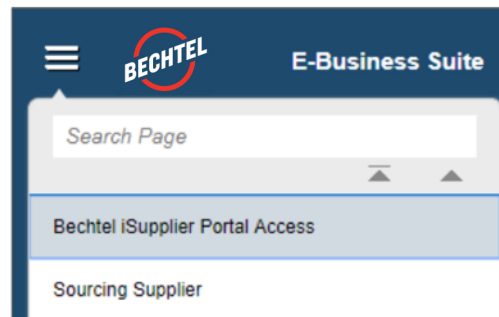 BECHTEL
E-Business Suite
Search Page
Bechtel iSupplier Portal Access
Sourcing Supplier